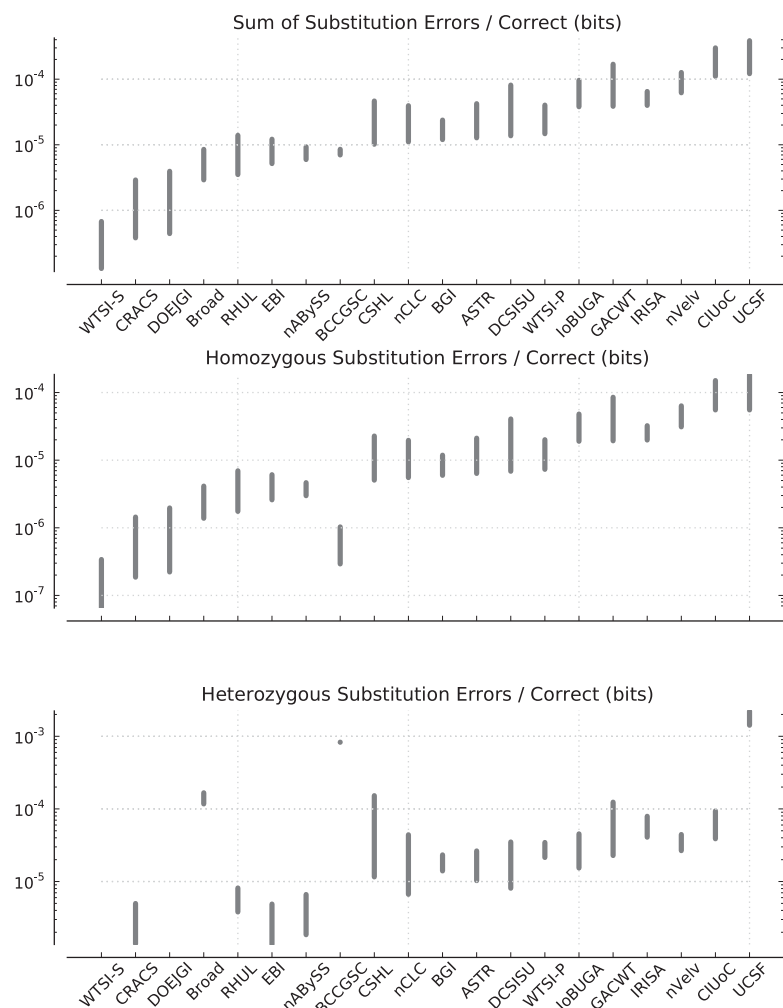 Sum of Substitution Errors / Correct (bits)
10-4
10-5
10-6
WTSI-S CRACS DOEJGI Broad RHUL EBI nABySS BCCGSC CSHL nCLC BGI ASTR DCSISU WTSI-P IoBUGA GACWT IRISA nVelv CIUoC UCSF
Homozygous Substitution Errors / Correct (bits)
10-4
10-5
10-6
10-7
Heterozygous Substitution Errors / Correct (bits)
10-3
10-4
10-5
WTSI-S CRACS DOEJGI Broad RHUL EBI nABySS BCCGSC CSHL nCLC BGI ASTR DCSISU WTSI-P IoBUGA GACWT IRISA nVelv CIUoC UCSF